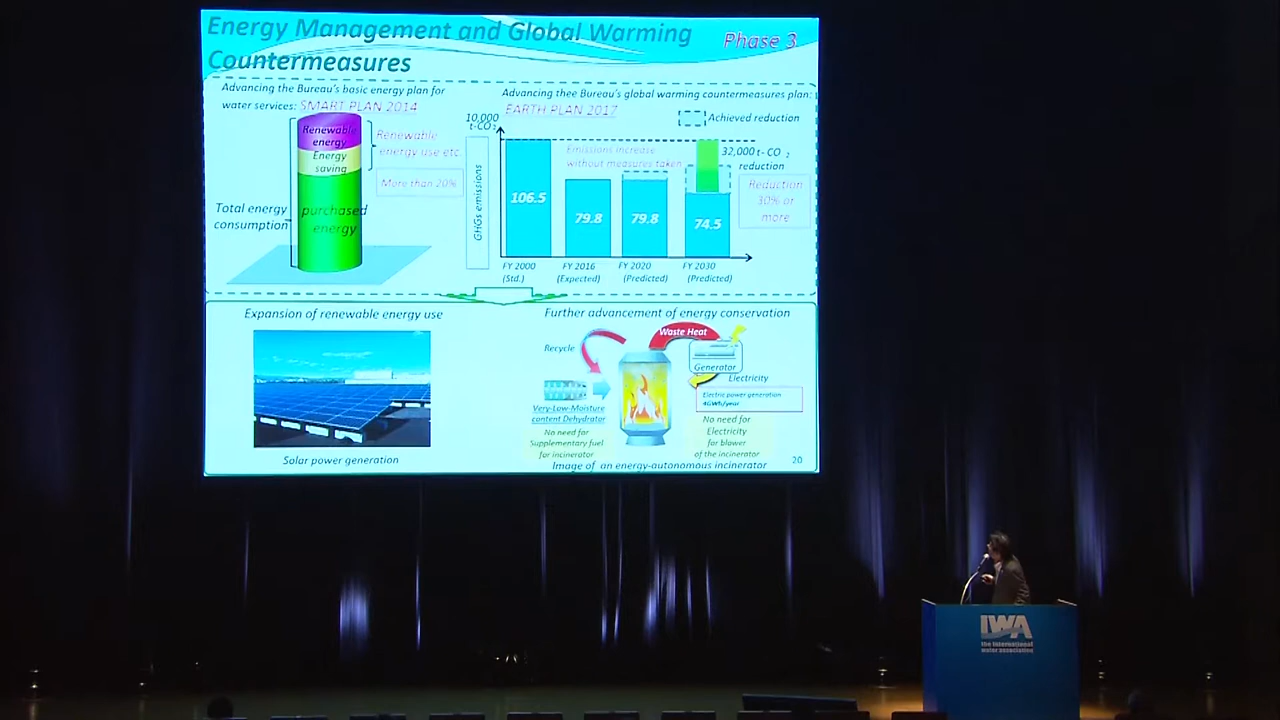 Energy Management and Global Warming
Countermeasures
Phase 3
Advancing the Bureau's basic energy plan for
water services: SMART PLAN 2014
Renewable
energy
Energy
saving
purchased
energy
Total energy
consumption
Renewable
energy use etc.
More than 20%
Advancing thee Bureau's global warming countermeasures plan:
EARTH PLAN 2017
Achieved reduction
10,000
t-CO2
GHGs emissions
Emissions increase
without measures taken
32,000 t- CO 2
reduction
Reduction
30% or
more
106.5
79.8
79.8
74.5
FY 2000
(Std.)
FY 2016
(Expected)
FY 2020
(Predicted)
FY 2030
(Predicted)
Expansion of renewable energy use
Solar power generation
Further advancement of energy conservation
Recycle
Waste Heat
Generator
Electricity
Electric power generation
4GWh/year
Very-Low-Moisture
content Dehydrator
No need for
Supplementary fuel
for incinerator
No need for
Electricity
for blower
of the incinerator
Image of an energy-autonomous incinerator
20
IWA
the international
water association